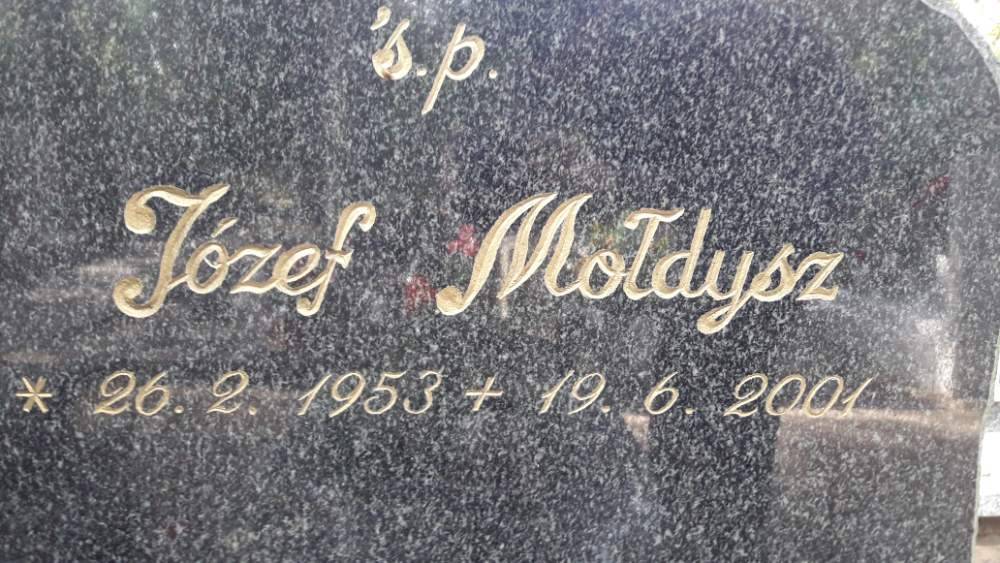 ś.p.
Józef Mołdysz
* 26. 2. 1953 + 19. 6. 2001